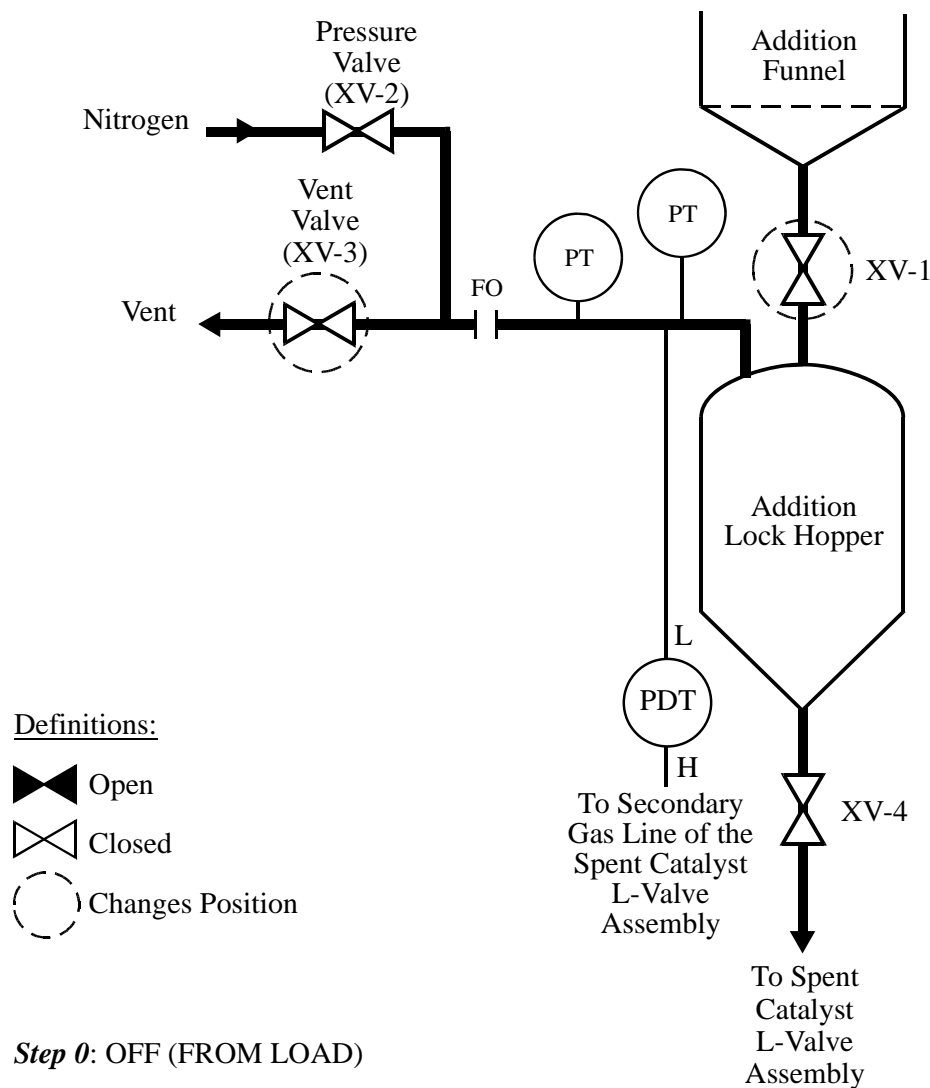 Pressure
Valve
(XV-2)
Nitrogen
Addition
Funnel
Vent
Valve
(XV-3)
Vent
FO
PT
PT
XV-1
Addition
Lock Hopper
L
PDT
H
To Secondary
Gas Line of the
Spent Catalyst
L-Valve
Assembly
XV-4
To Spent
Catalyst
L-Valve
Assembly
Definitions:
Open
Closed
Changes Position
Step 0: OFF (FROM LOAD)